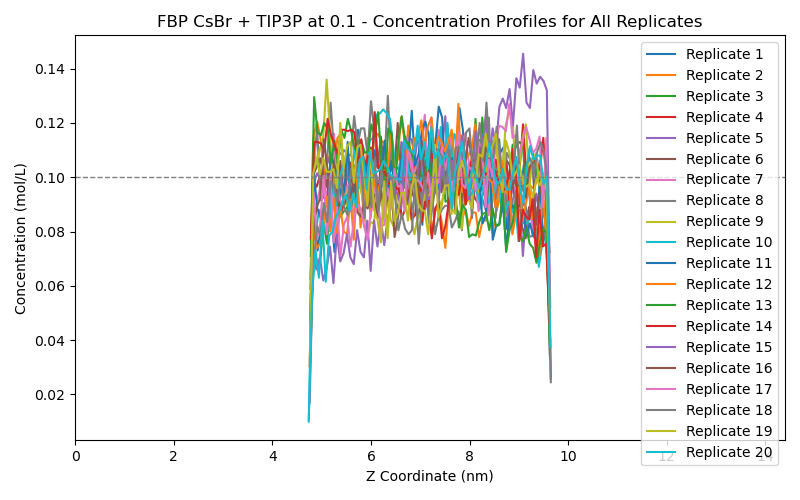 FBP CsBr + TIP3P at 0.1 - Concentration Profiles for All Replicates
Concentration (mol/L)
0.14
0.12
0.10
0.08
0.06
0.04
0.02
0 2 4 6 8 10 12 14
Z Coordinate (nm)
Replicate 1
Replicate 2
Replicate 3
Replicate 4
Replicate 5
Replicate 6
Replicate 7
Replicate 8
Replicate 9
Replicate 10
Replicate 11
Replicate 12
Replicate 13
Replicate 14
Replicate 15
Replicate 16
Replicate 17
Replicate 18
Replicate 19
Replicate 20